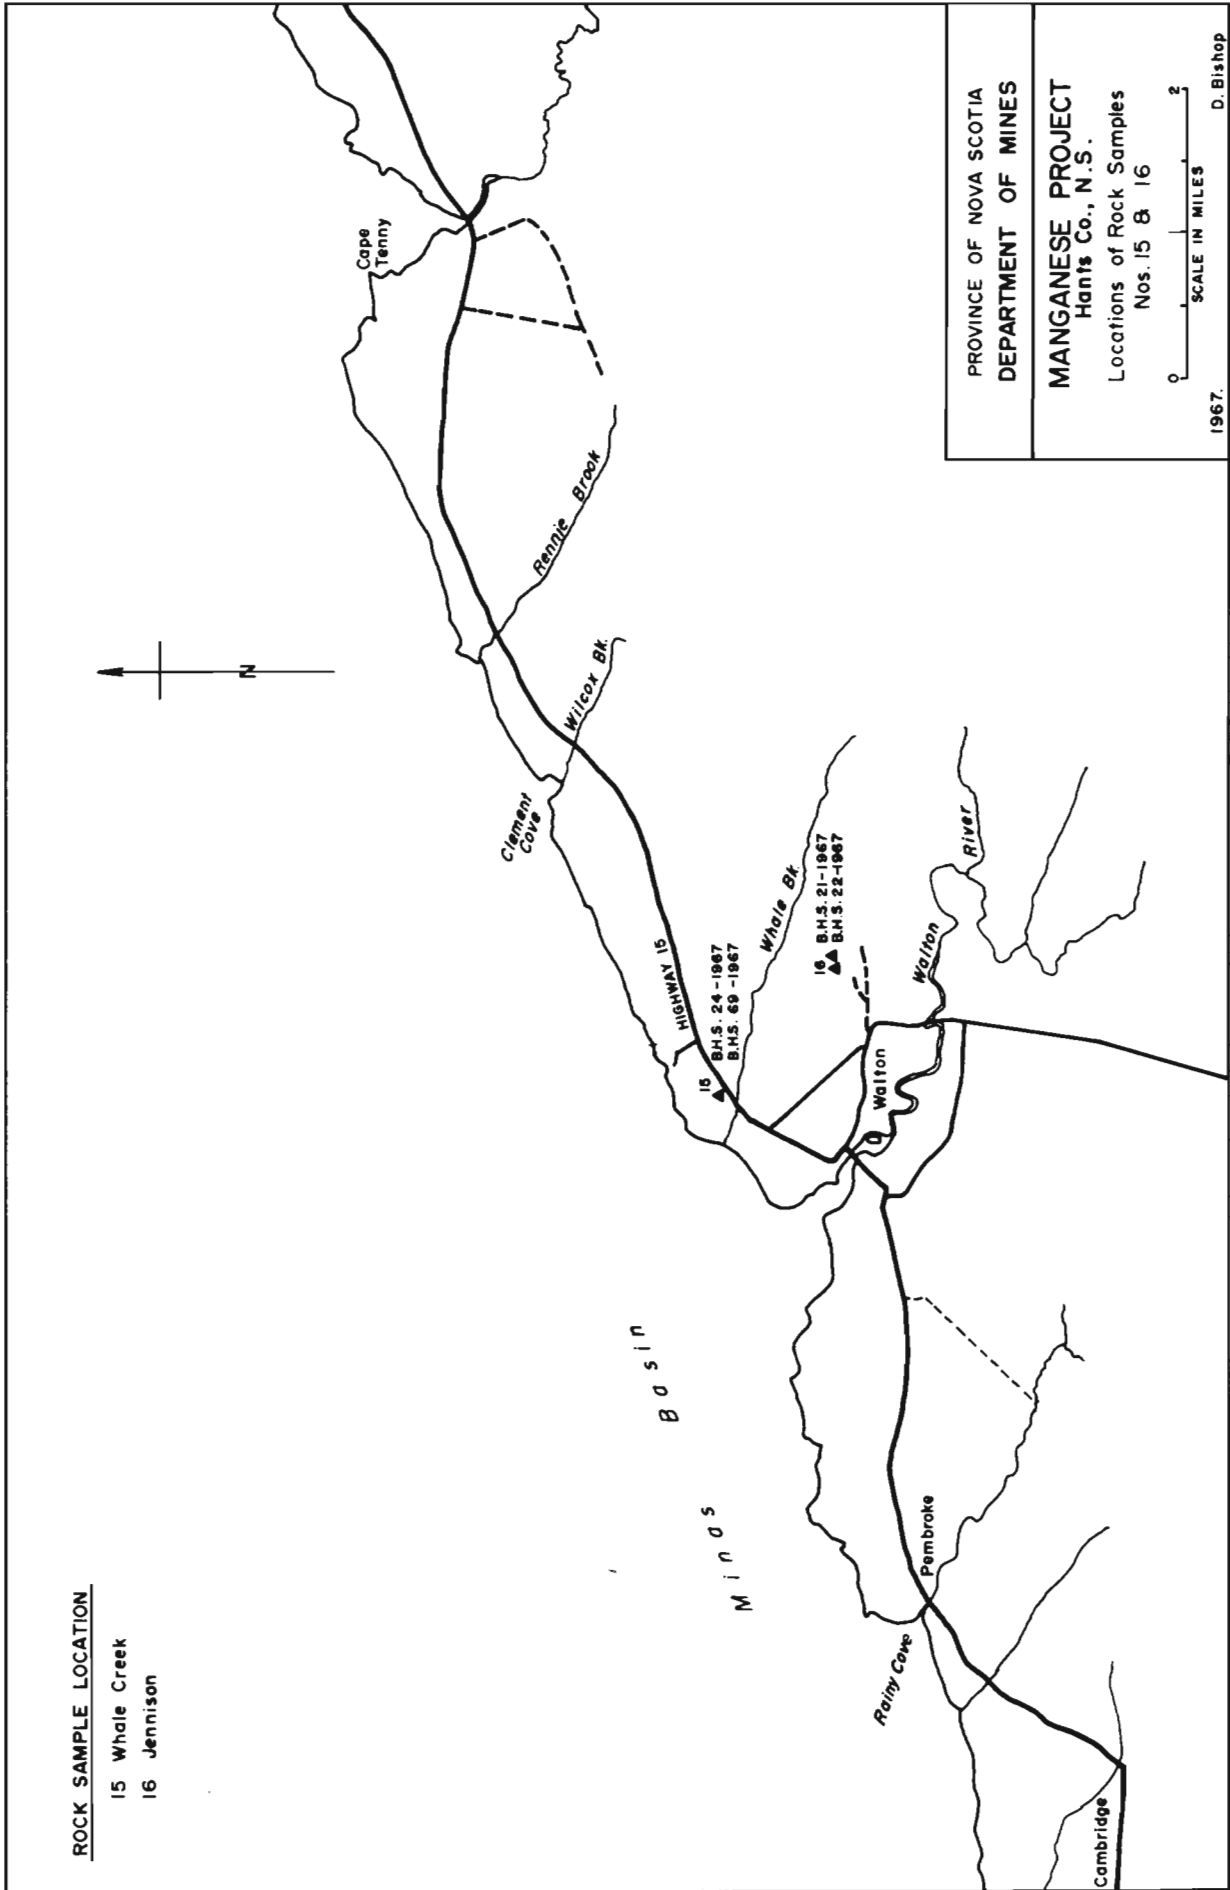 ROCK SAMPLE LOCATION
15 Whale Creek
16 Jennison
Minas Basin
N
Cape
Tenny
Rennie Brook
Wilcox Bk.
Clement
Cove
HIGHWAY 15
15
B.H.S. 24-1967
B.H.S. 69-1967
Whale Bk.
16
B.H.S. 21-1967
B.H.S. 22-1967
Walton River
Walton
Pembroke
Rainy Cove
Cambridge
PROVINCE OF NOVA SCOTIA
DEPARTMENT OF MINES
MANGANESE PROJECT
Hants Co., N.S.
Locations of Rock Samples
Nos. 15 & 16
0 1 2
SCALE IN MILES
1967. D. Bishop